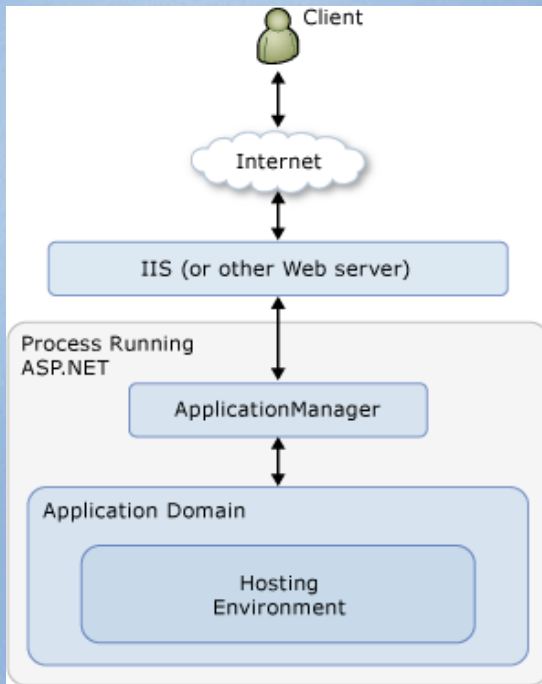 Client
Internet
IIS (or other Web server)
Process Running
ASP.NET
ApplicationManager
Application Domain
Hosting
Environment